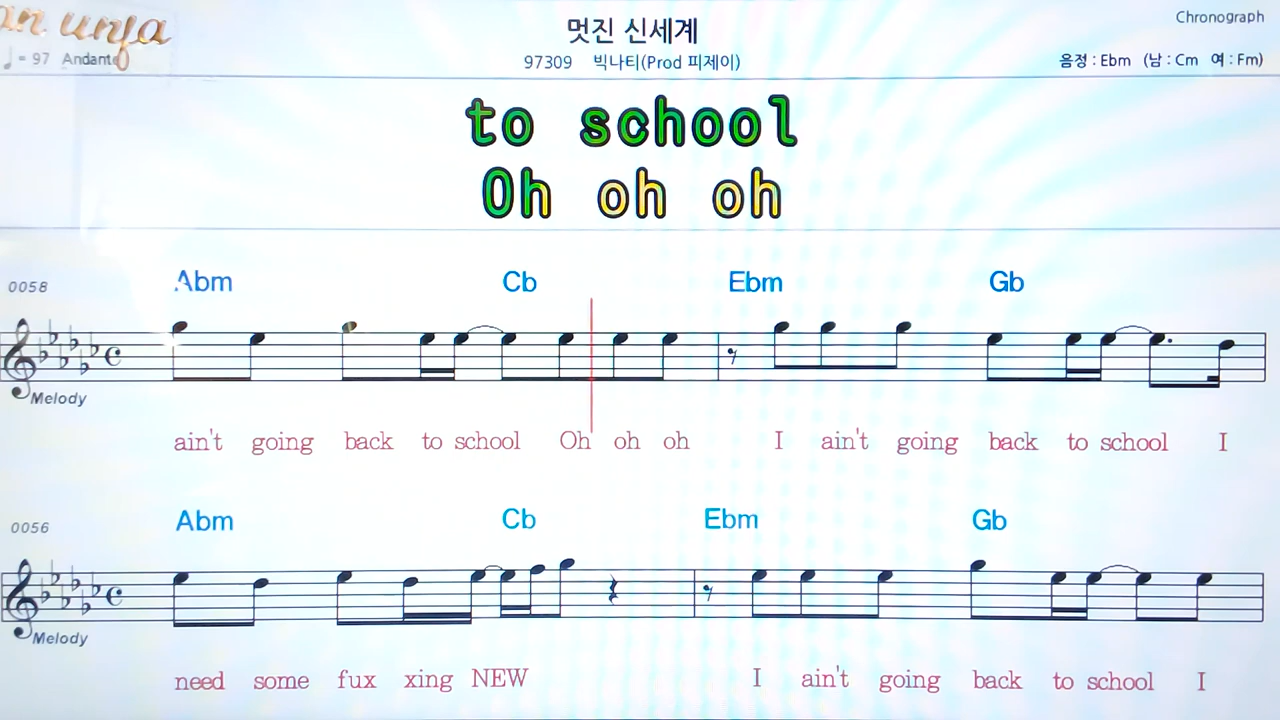 멋진 신세계
Chronograph
♩= 97 Andante
97309 빅나티(Prod 피제이)
음정 : Ebm (남 : Cm 여 : Fm)
to school
Oh oh oh
0058 Abm Cb Ebm Gb
Melody
ain't going back to school Oh oh oh I ain't going back to school I
0056 Abm Cb Ebm Gb
Melody
need some fux xing NEW I ain't going back to school I